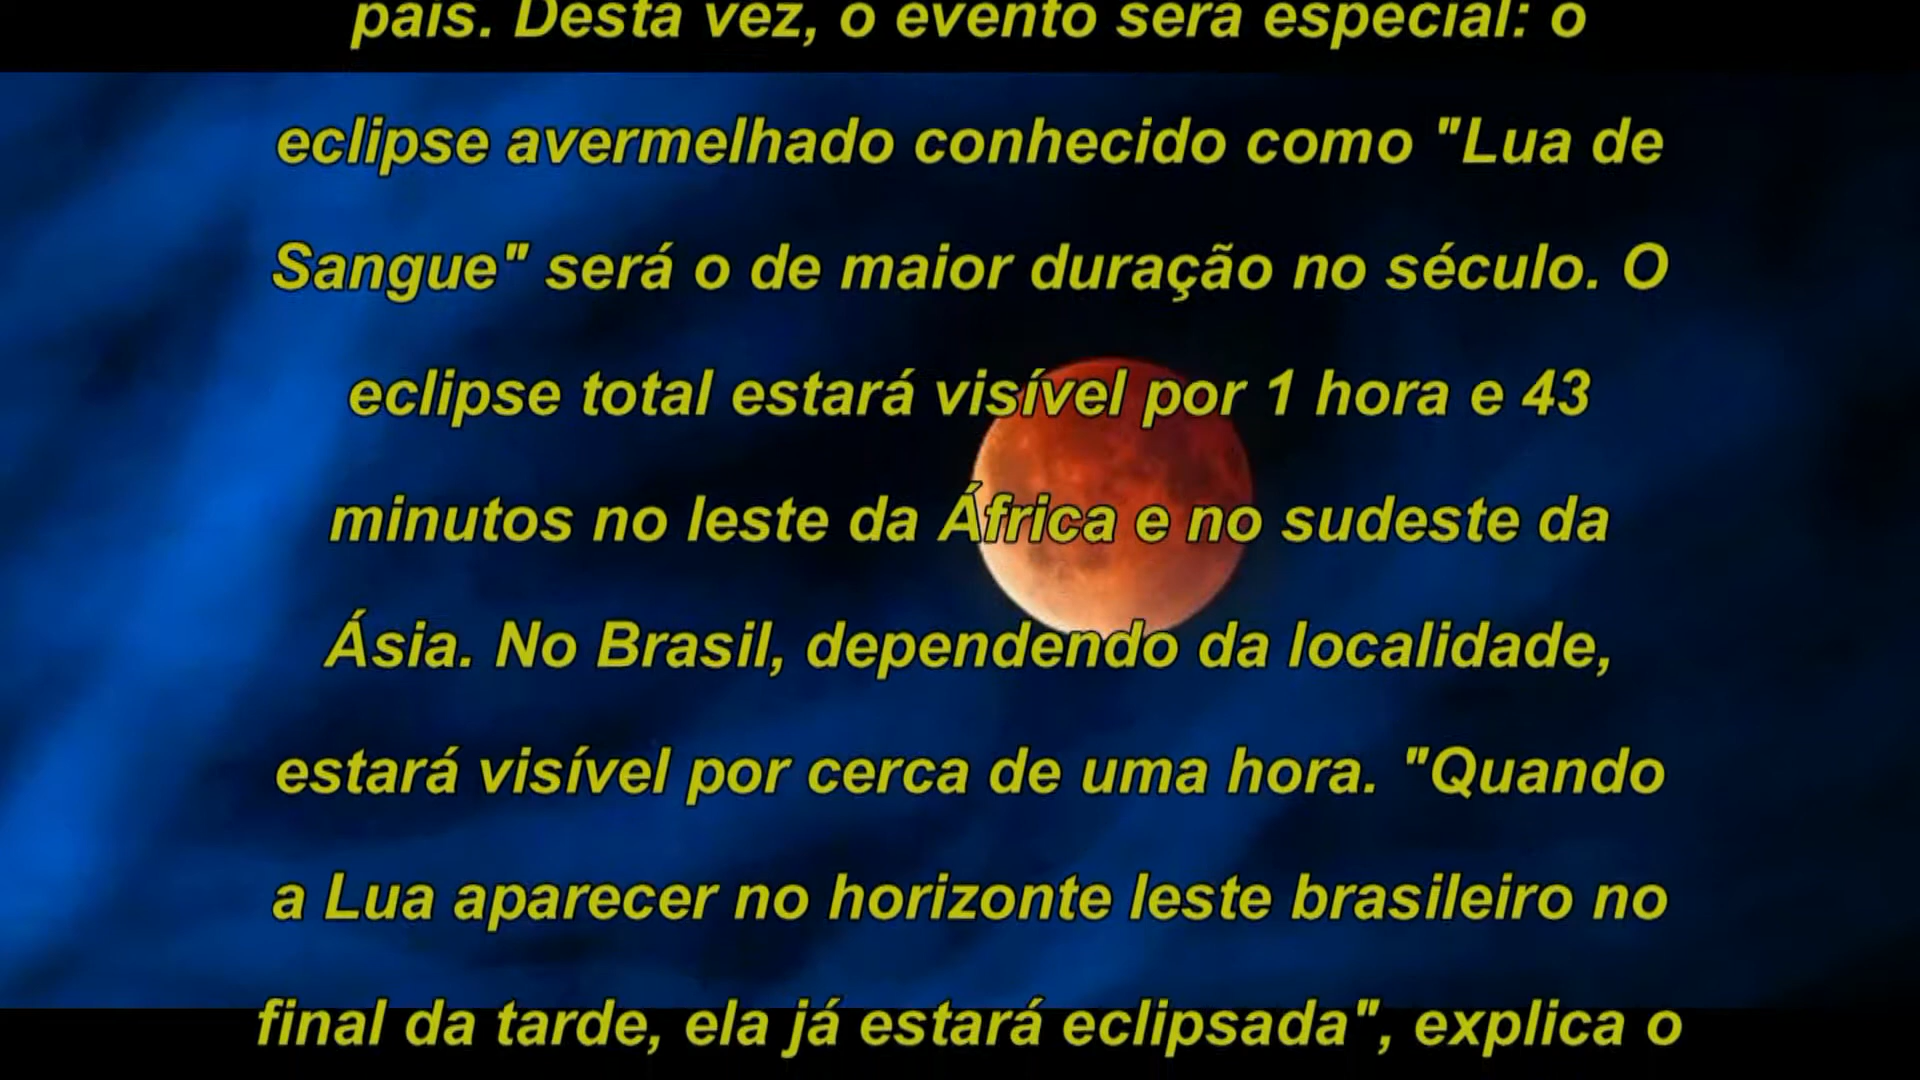 país. Desta vez, o evento será especial: o
eclipse avermelhado conhecido como "Lua de
Sangue" será o de maior duração no século. O
eclipse total estará visível por 1 hora e 43
minutos no leste da África e no sudeste da
Ásia. No Brasil, dependendo da localidade,
estará visível por cerca de uma hora. "Quando
a Lua aparecer no horizonte leste brasileiro no
final da tarde, ela já estará eclipsada", explica o